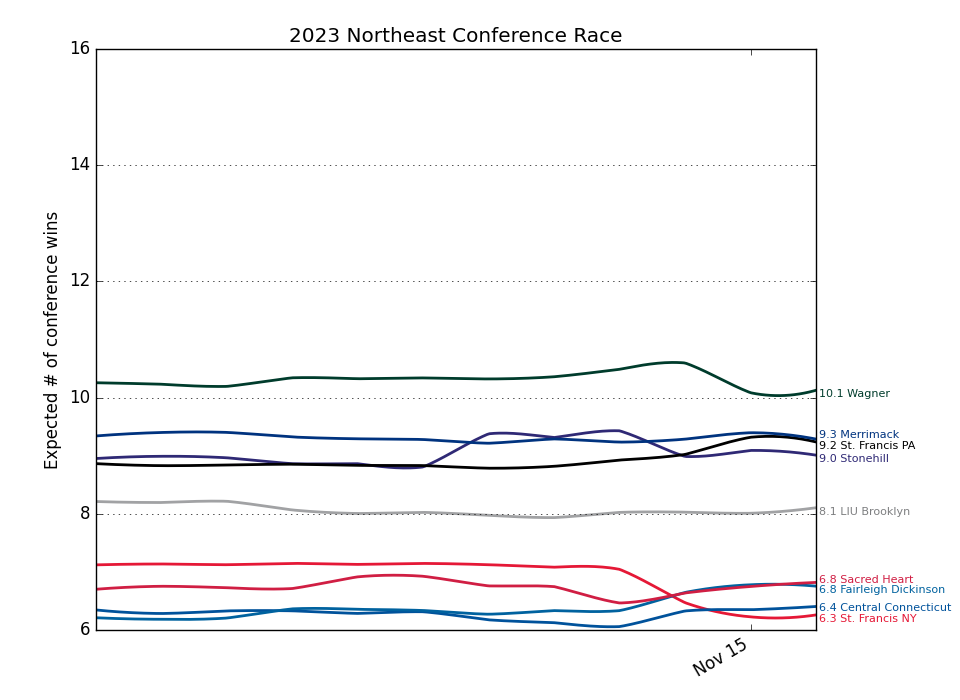 2023 Northeast Conference Race
Expected # of conference wins
16
14
12
10
8
6
10.1 Wagner
9.3 Merrimack
9.2 St. Francis PA
9.0 Stonehill
8.1 LIU Brooklyn
6.8 Sacred Heart
6.8 Fairleigh Dickinson
6.4 Central Connecticut
6.3 St. Francis NY
Nov 15